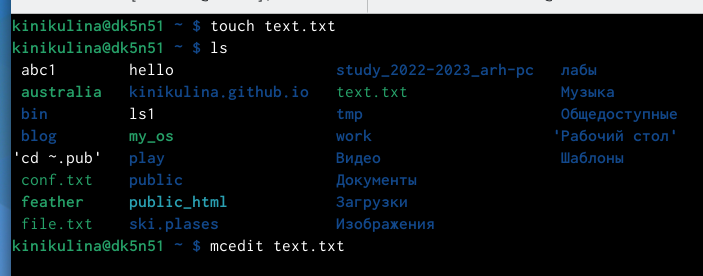 kinikulina@dk5n51 ~ $ touch text.txt
kinikulina@dk5n51 ~ $ ls
abc1 hello study_2022-2023_arh-pc лабы
australia kinikulina.github.io text.txt Музыка
bin ls1 tmp Общедоступные
blog my_os work 'Рабочий стол'
'cd ~.pub' play Видео Шаблоны
conf.txt public Документы
feather public_html Загрузки
file.txt ski.plases Изображения
kinikulina@dk5n51 ~ $ mcedit text.txt